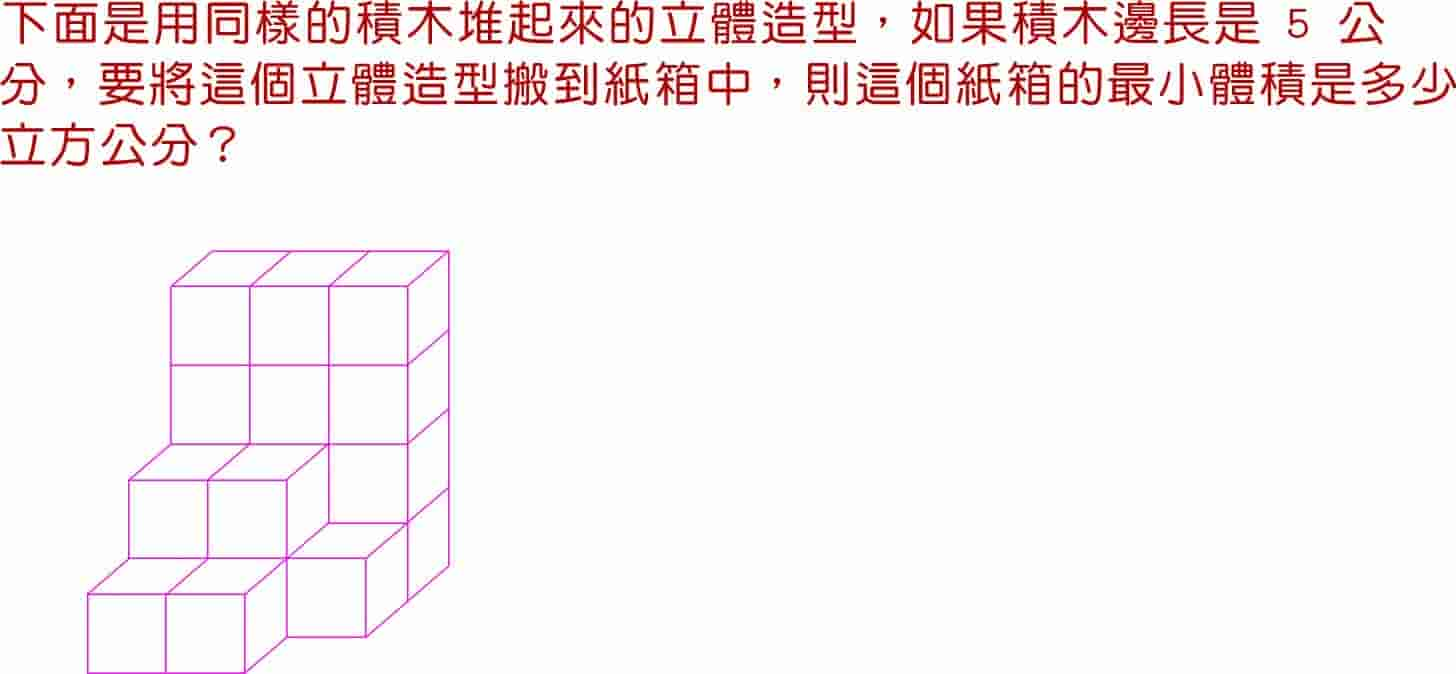 下面是用同樣的積木堆起來的立體造型，如果積木邊長是 5 公
分，要將這個立體造型搬到紙箱中，則這個紙箱的最小體積是多少
立方公分？